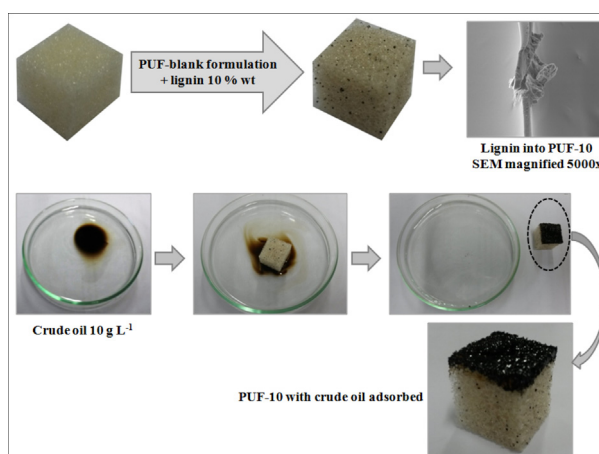 PUF-blank formulation
+ lignin 10 % wt
Lignin into PUF-10
SEM magnified 5000x
Crude oil 10 g L⁻¹
PUF-10 with crude oil adsorbed